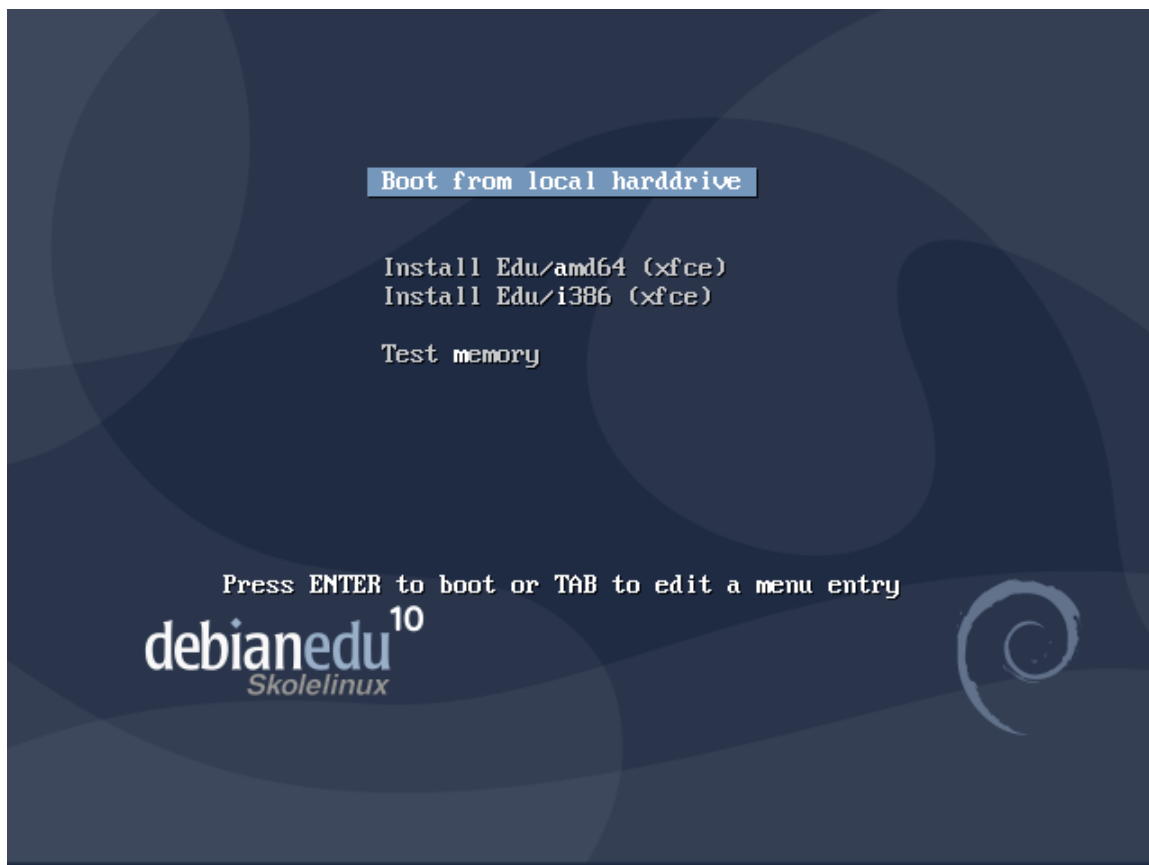 Boot from local harddrive
Install Edu/amd64 (xfce)
Install Edu/i386 (xfce)
Test memory
Press ENTER to boot or TAB to edit a menu entry
debianedu 10
Skolelinux